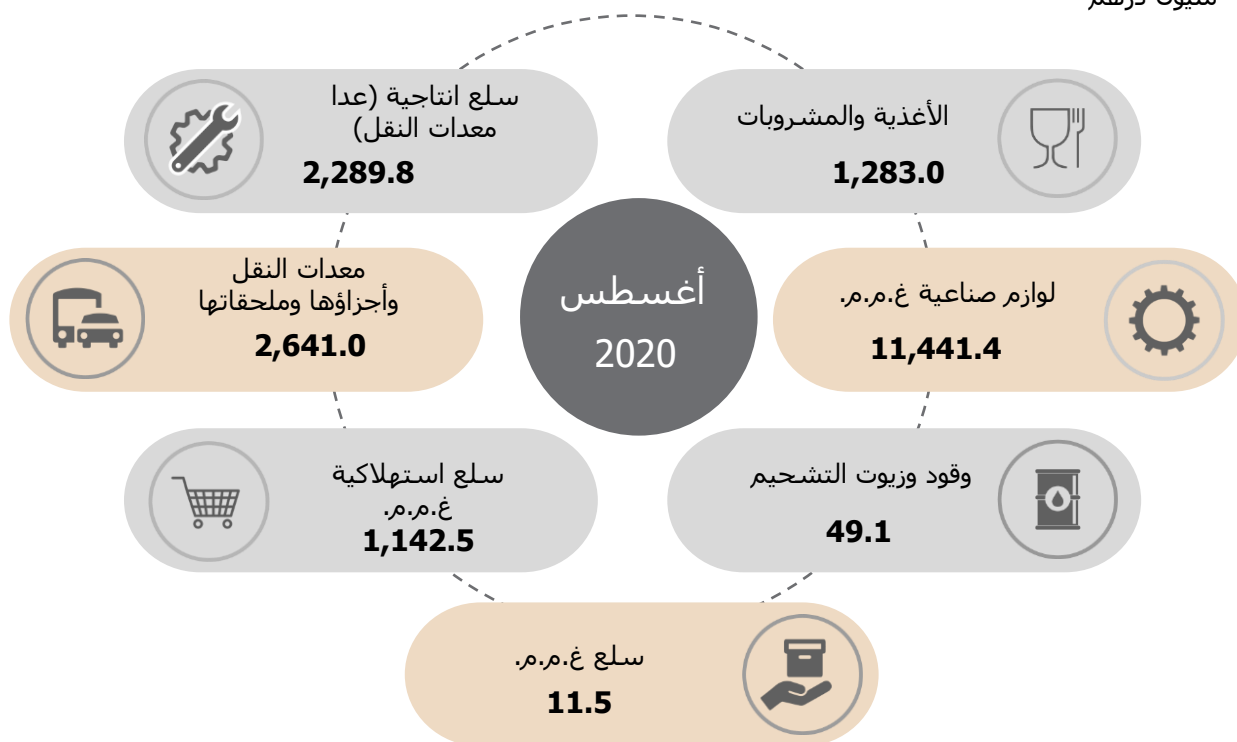 مليون درهم
الأغذية والمشروبات
1,283.0
سلع انتاجية (عدا
معدات النقل)
2,289.8
لوازم صناعية غ.م.م.
11,441.4
أغسطس
2020
معدات النقل
وأجزاؤها وملحقاتها
2,641.0
وقود وزيوت التشحيم
49.1
سلع استهلاكية
غ.م.م.
1,142.5
سلع غ.م.م.
11.5